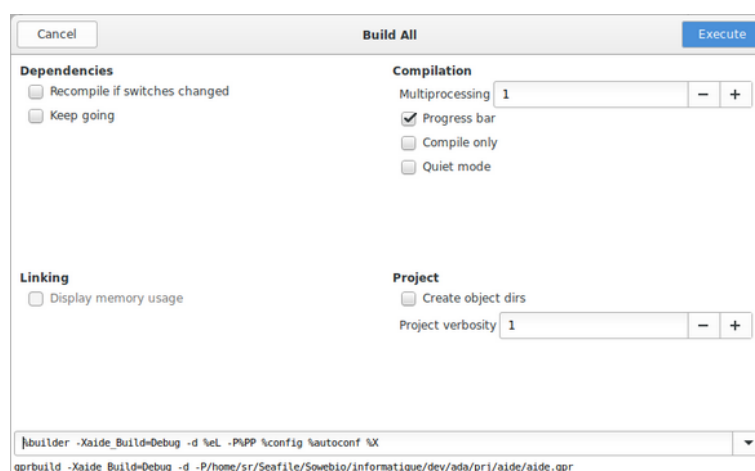 Cancel
Build All
Execute
Dependencies
Recompile if switches changed
Keep going
Compilation
Multiprocessing 1
Progress bar
Compile only
Quiet mode
Linking
Display memory usage
Project
Create object dirs
Project verbosity 1
%builder -Xaide_Build=Debug -d %eL -P%PP %config %autoconf %X
gprbuild -Xaide_Build=Debug -d -P/home/sr/Seafile/Sowebio/informatique/dev/ada/prj/aide/aide.gpr